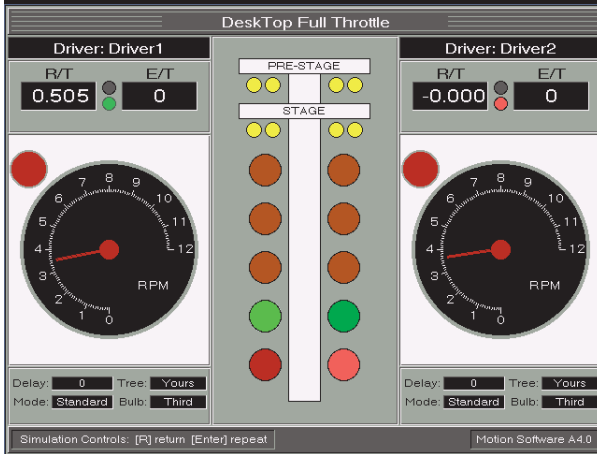 DeskTop Full Throttle
Driver: Driver1
R/T E/T
0.505 0
PRE-STAGE
STAGE
Driver: Driver2
R/T E/T
-0.000 0
0 1 2 3 4 5 6 7 8 9 10 11 12
RPM
0 1 2 3 4 5 6 7 8 9 10 11 12
RPM
Delay: 0 Tree: Yours
Mode: Standard Bulb: Third
Delay: 0 Tree: Yours
Mode: Standard Bulb: Third
Simulation Controls: [R] return [Enter] repeat
Motion Software A4.0